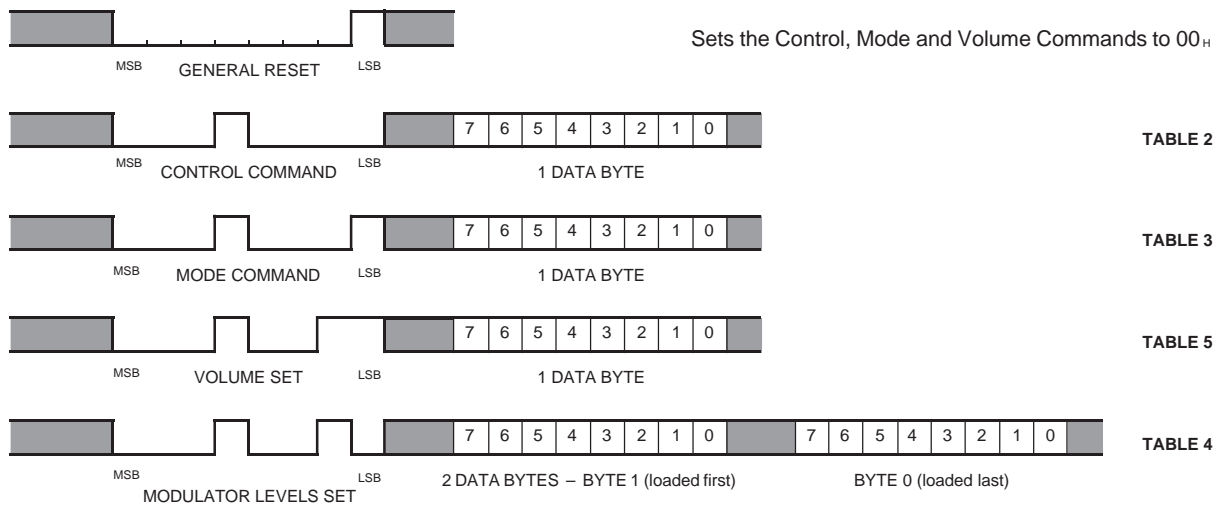 Sets the Control, Mode and Volume Commands to 00H
MSB GENERAL RESET LSB
7 6 5 4 3 2 1 0
TABLE 2
MSB CONTROL COMMAND LSB 1 DATA BYTE
7 6 5 4 3 2 1 0
TABLE 3
MSB MODE COMMAND LSB 1 DATA BYTE
7 6 5 4 3 2 1 0
TABLE 5
MSB VOLUME SET LSB 1 DATA BYTE
7 6 5 4 3 2 1 0 7 6 5 4 3 2 1 0
TABLE 4
MSB MODULATOR LEVELS SET LSB 2 DATA BYTES – BYTE 1 (loaded first) BYTE 0 (loaded last)